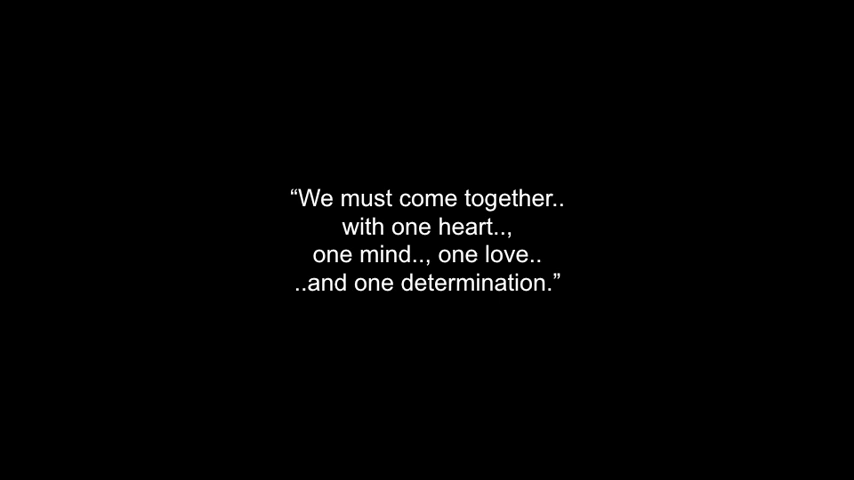 “We must come together..
with one heart..,
one mind.., one love..
..and one determination.”